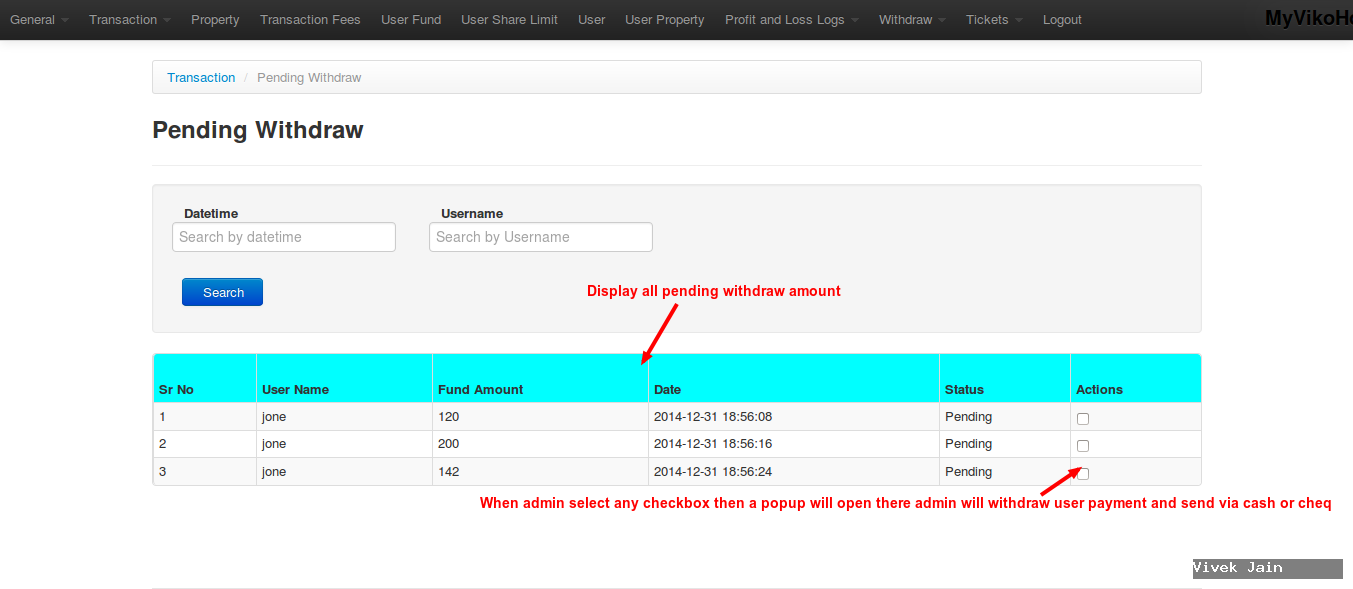 General Transaction Property Transaction Fees User Fund User Share Limit User User Property Profit and Loss Logs Withdraw Tickets Logout MyVikoHo
Transaction / Pending Withdraw
Pending Withdraw
Datetime Username
Search by datetime Search by Username
Search
Display all pending withdraw amount
Sr No User Name Fund Amount Date Status Actions
1 jone 120 2014-12-31 18:56:08 Pending
2 jone 200 2014-12-31 18:56:16 Pending
3 jone 142 2014-12-31 18:56:24 Pending
When admin select any checkbox then a popup will open there admin will withdraw user payment and send via cash or cheq
Vivek Jain